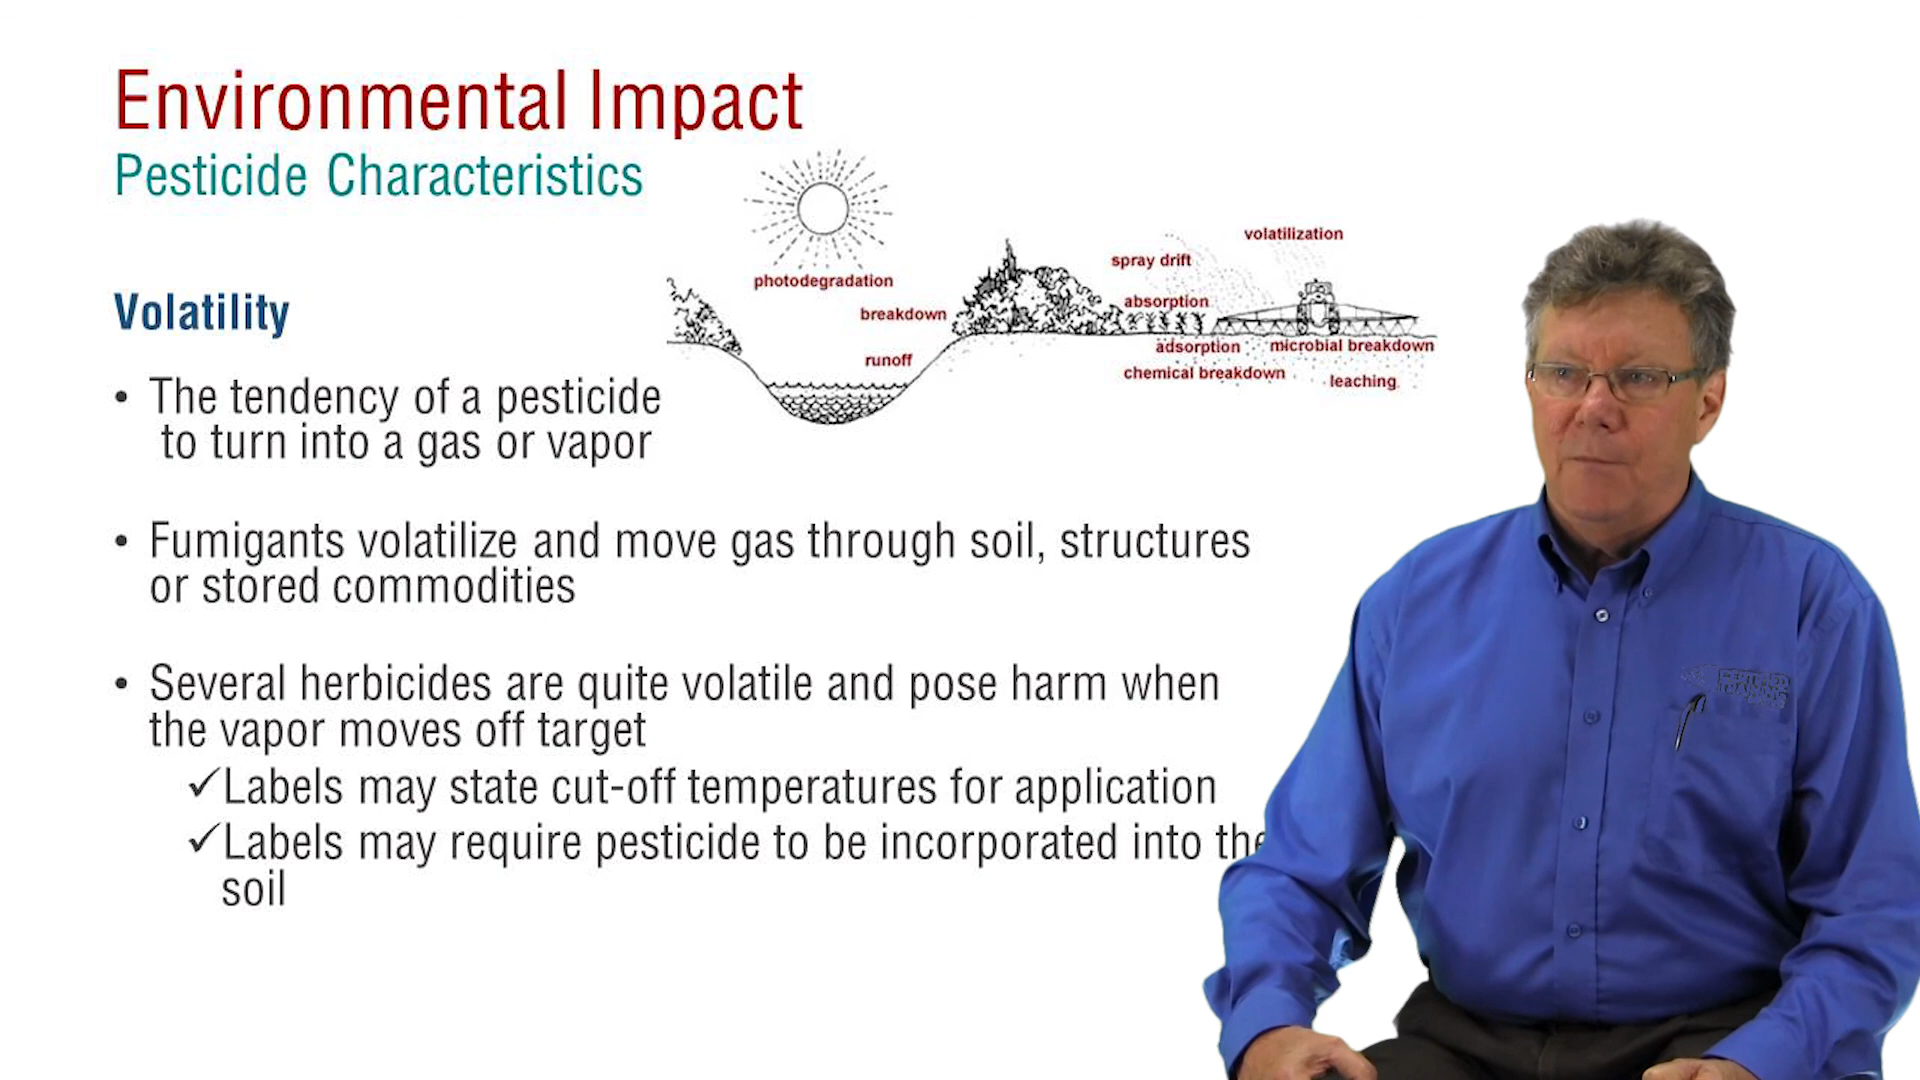 Environmental Impact
Pesticide Characteristics
volatilization
spray drift
photodegradation
absorption
breakdown
adsorption
microbial breakdown
runoff
chemical breakdown
leaching
Volatility
• The tendency of a pesticide
to turn into a gas or vapor
• Fumigants volatilize and move gas through soil, structures
or stored commodities
• Several herbicides are quite volatile and pose harm when
the vapor moves off target
✓Labels may state cut-off temperatures for application
✓Labels may require pesticide to be incorporated into the
soil